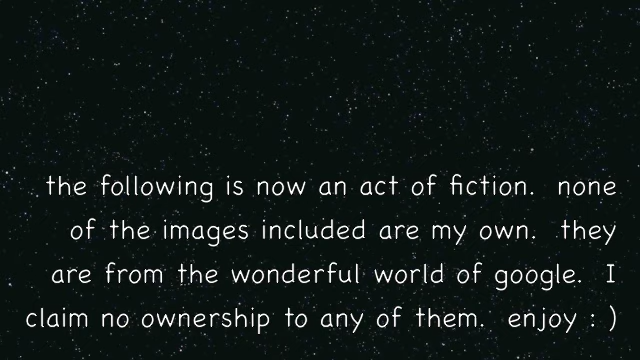 the following is now an act of fiction. none
of the images included are my own. they
are from the wonderful world of google. I
claim no ownership to any of them. enjoy : )